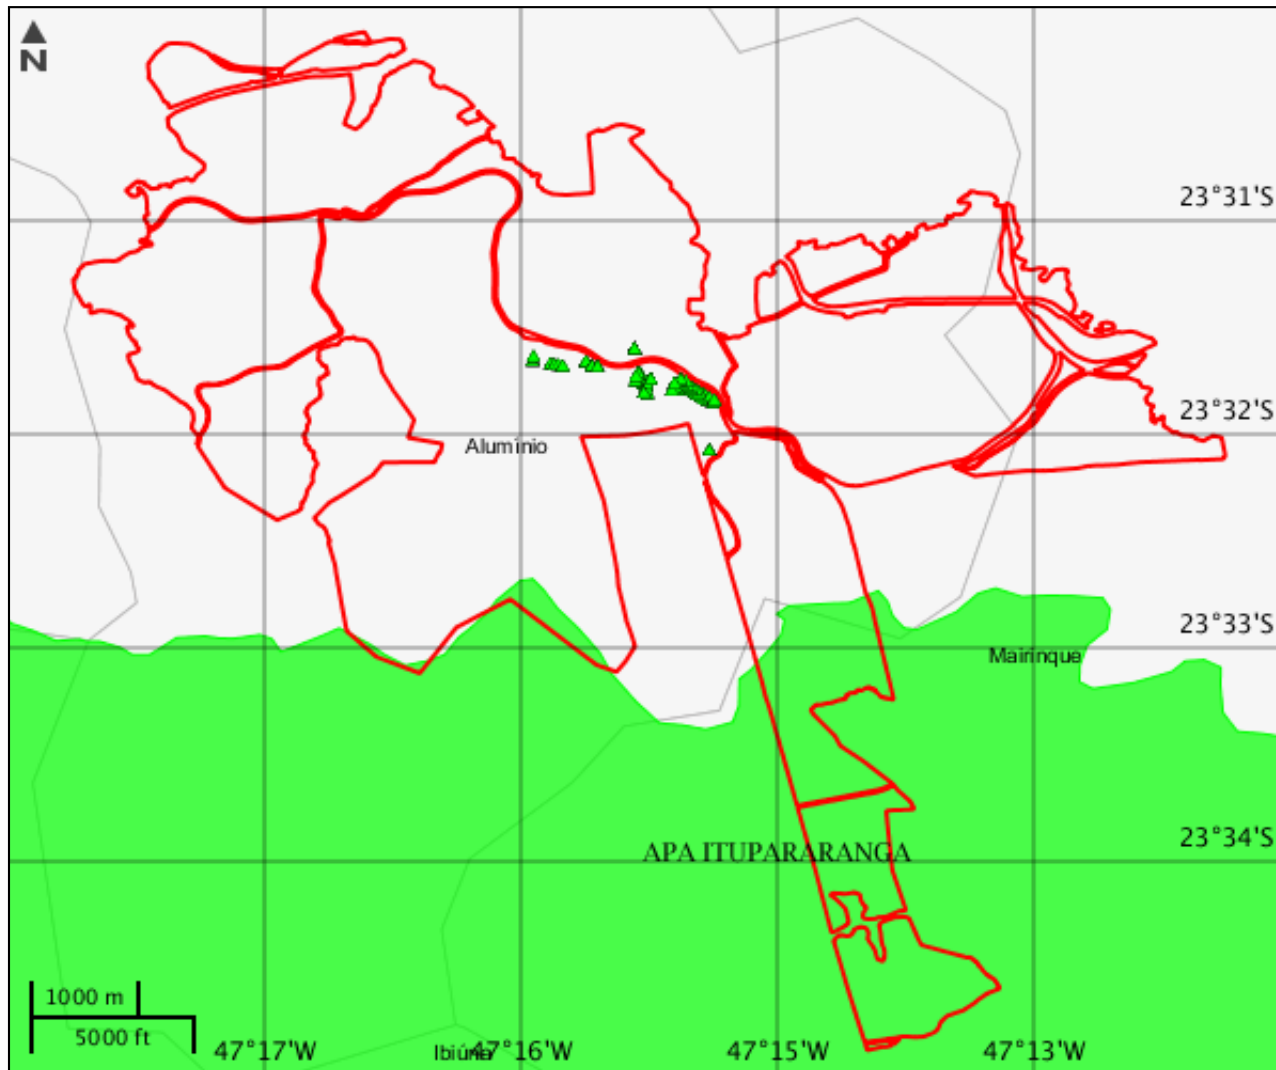 N
23°31'S
23°32'S
Alumínio
23°33'S
Mairinque
23°34'S
APA ITUPARARANGA
1000 m
5000 ft
47°17'W
Ibiúna
47°16'W
47°15'W
47°13'W